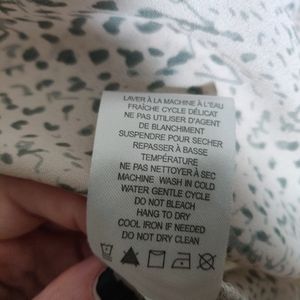 LAVER À LA MACHINE À L'EAU
FRAÎCHE CYCLE DÉLICAT
NE PAS UTILISER D'AGENT
DE BLANCHIMENT
SUSPENDRE POUR SECHER
REPASSER À BASSE
TEMPÉRATURE
NE PAS NETTOYER À SEC
MACHINE WASH IN COLD
WATER GENTLE CYCLE
DO NOT BLEACH
HANG TO DRY
COOL IRON IF NEEDED
DO NOT DRY CLEAN